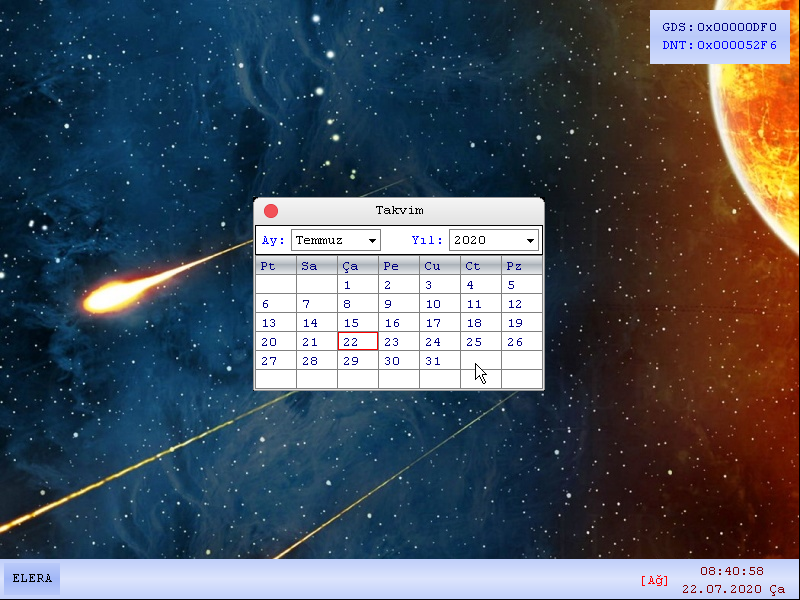 GDS:0x00000DF0
DNT:0x000052F6
Takvim
Ay: Temmuz Yıl: 2020
Pt Sa Ça Pe Cu Ct Pz
1 2 3 4 5
6 7 8 9 10 11 12
13 14 15 16 17 18 19
20 21 22 23 24 25 26
27 28 29 30 31
ELERA
[Ağ]
08:40:58
22.07.2020 Ça